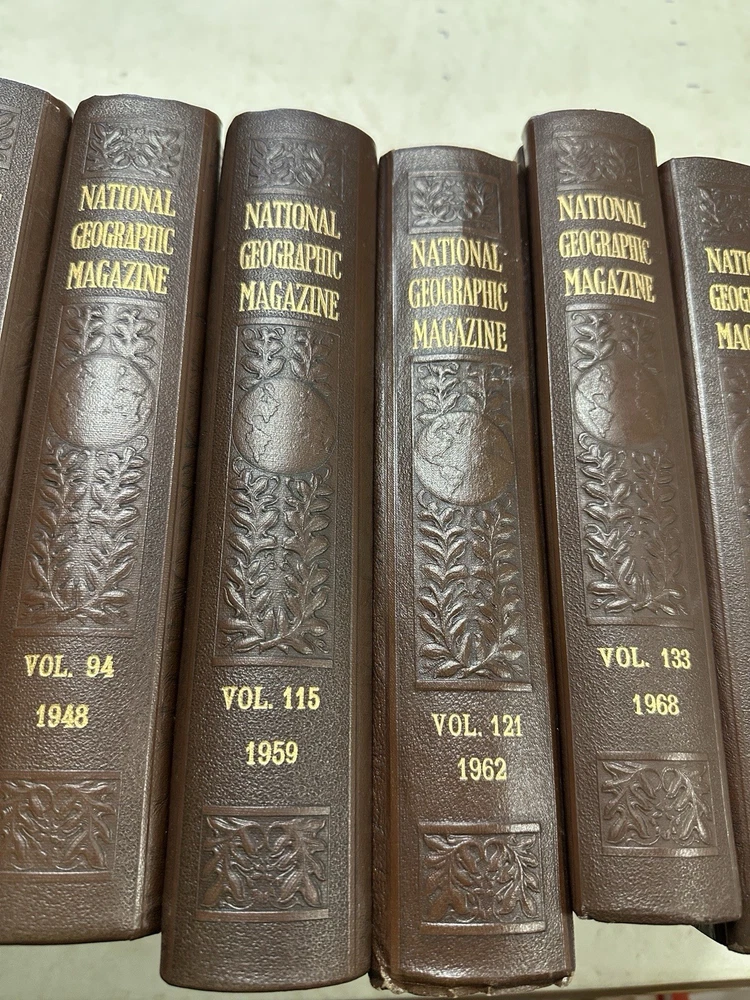 NATIONAL
GEOGRAPHIC
MAGAZINE
VOL. 94
1948
NATIONAL
GEOGRAPHIC
MAGAZINE
VOL. 115
1959
NATIONAL
GEOGRAPHIC
MAGAZINE
VOL. 121
1962
NATIONAL
GEOGRAPHIC
MAGAZINE
VOL. 133
1968